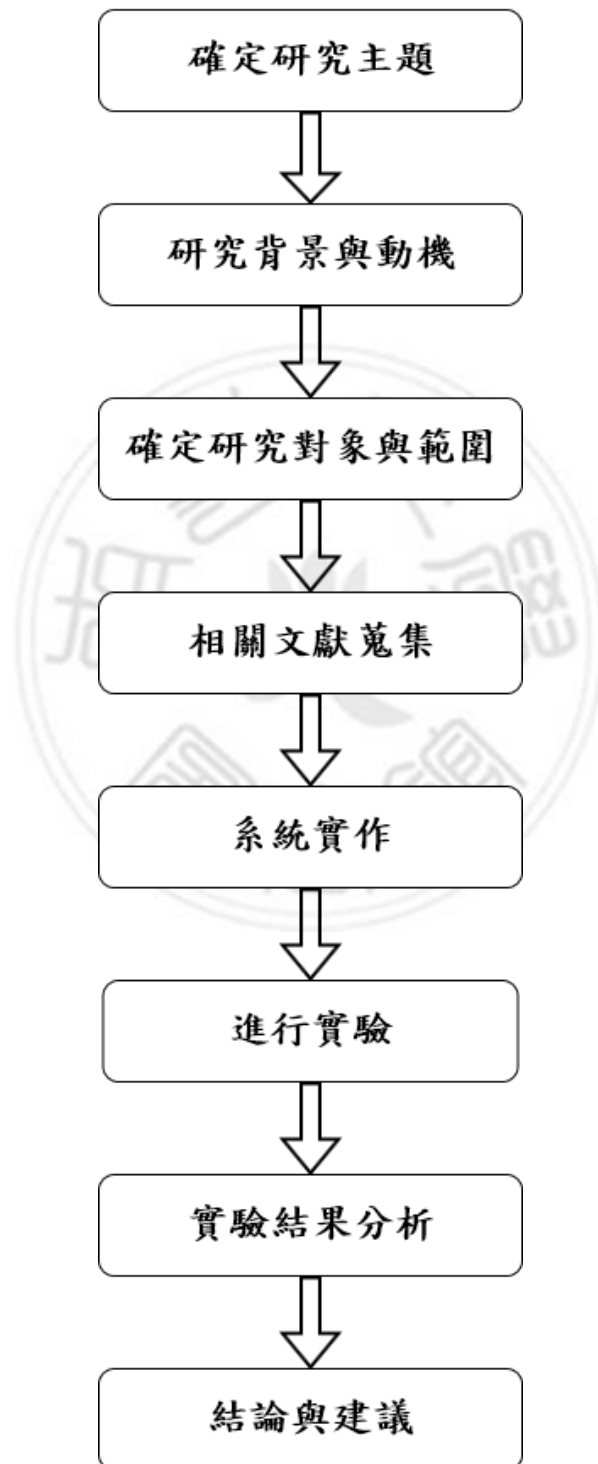 確定研究主題
研究背景與動機
確定研究對象與範圍
相關文獻蒐集
系統實作
進行實驗
實驗結果分析
結論與建議